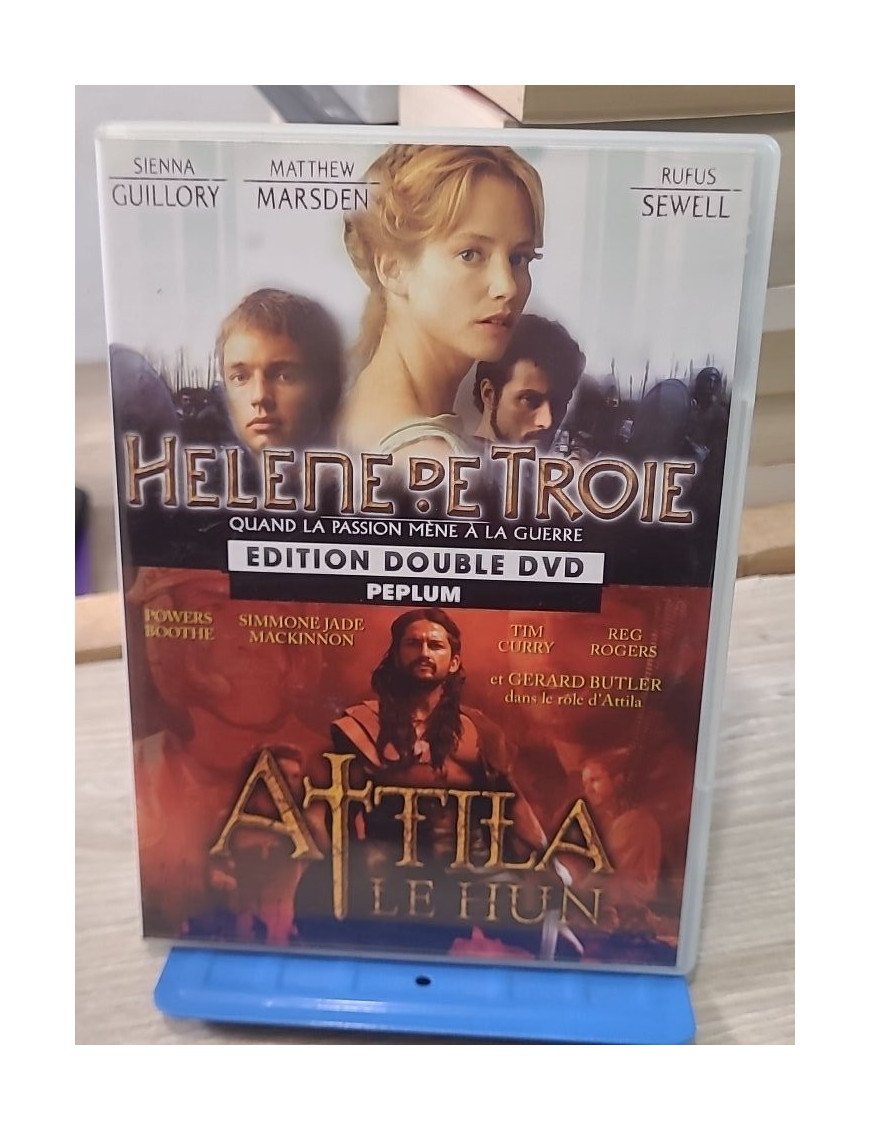 SIENNA
GUILLORY
MATTHEW
MARSDEN
RUFUS
SEWELL
HELENE DE TROIE
QUAND LA PASSION MÈNE À LA GUERRE
EDITION DOUBLE DVD
PEPLUM
POWERS
BOOTHE
SIMMONE JADE
MACKINNON
TIM
CURRY
REG
ROGERS
et GERARD BUTLER
dans le rôle d'Attila
ATTILA
LE HUN